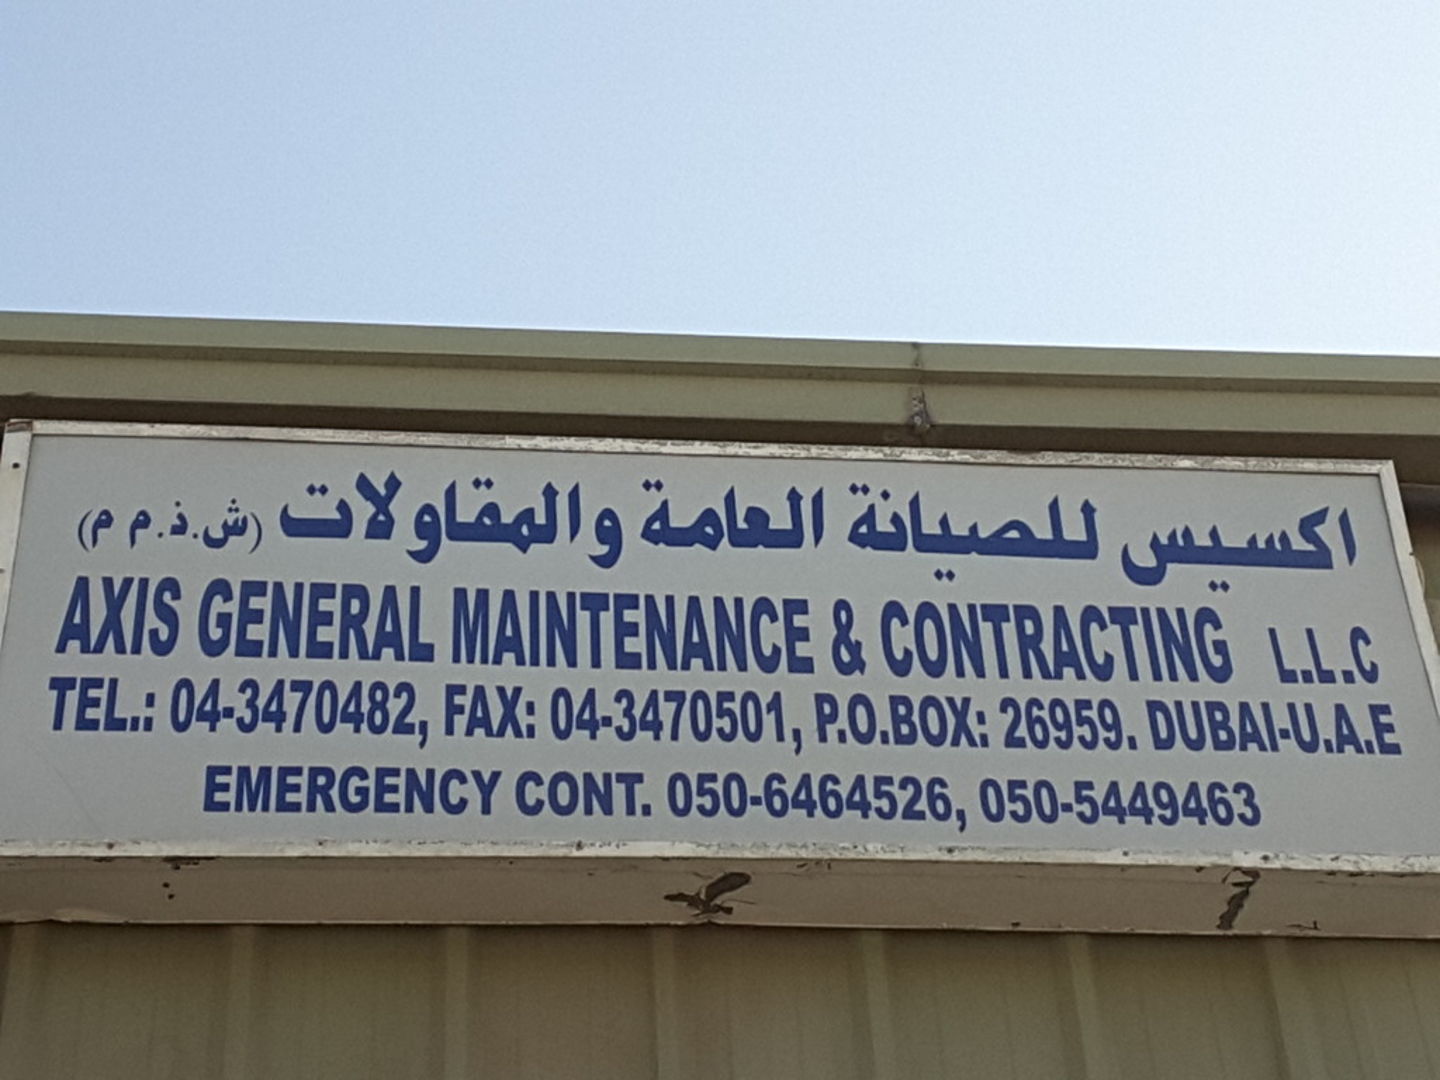 اكسيس للصيانة العامة والمقاولات (ش.ذ.م م)
AXIS GENERAL MAINTENANCE & CONTRACTING L.L.C
TEL.: 04-3470482, FAX: 04-3470501, P.O.BOX: 26959. DUBAI-U.A.E
EMERGENCY CONT. 050-6464526, 050-5449463